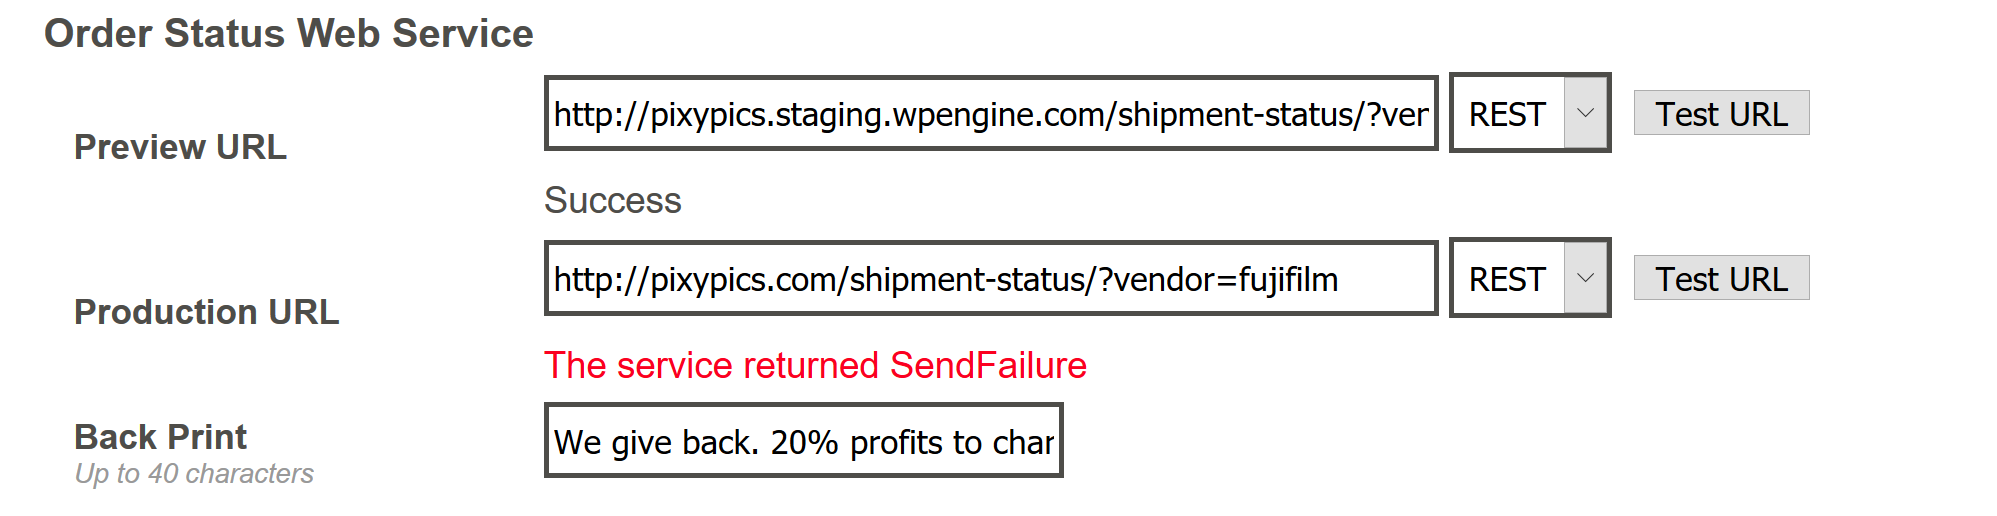 Order Status Web Service
Preview URL
http://pixypics.staging.wpengine.com/shipment-status/?ven
REST
Test URL
Success
Production URL
http://pixypics.com/shipment-status/?vendor=fujifilm
REST
Test URL
The service returned SendFailure
Back Print
Up to 40 characters
We give back. 20% profits to char